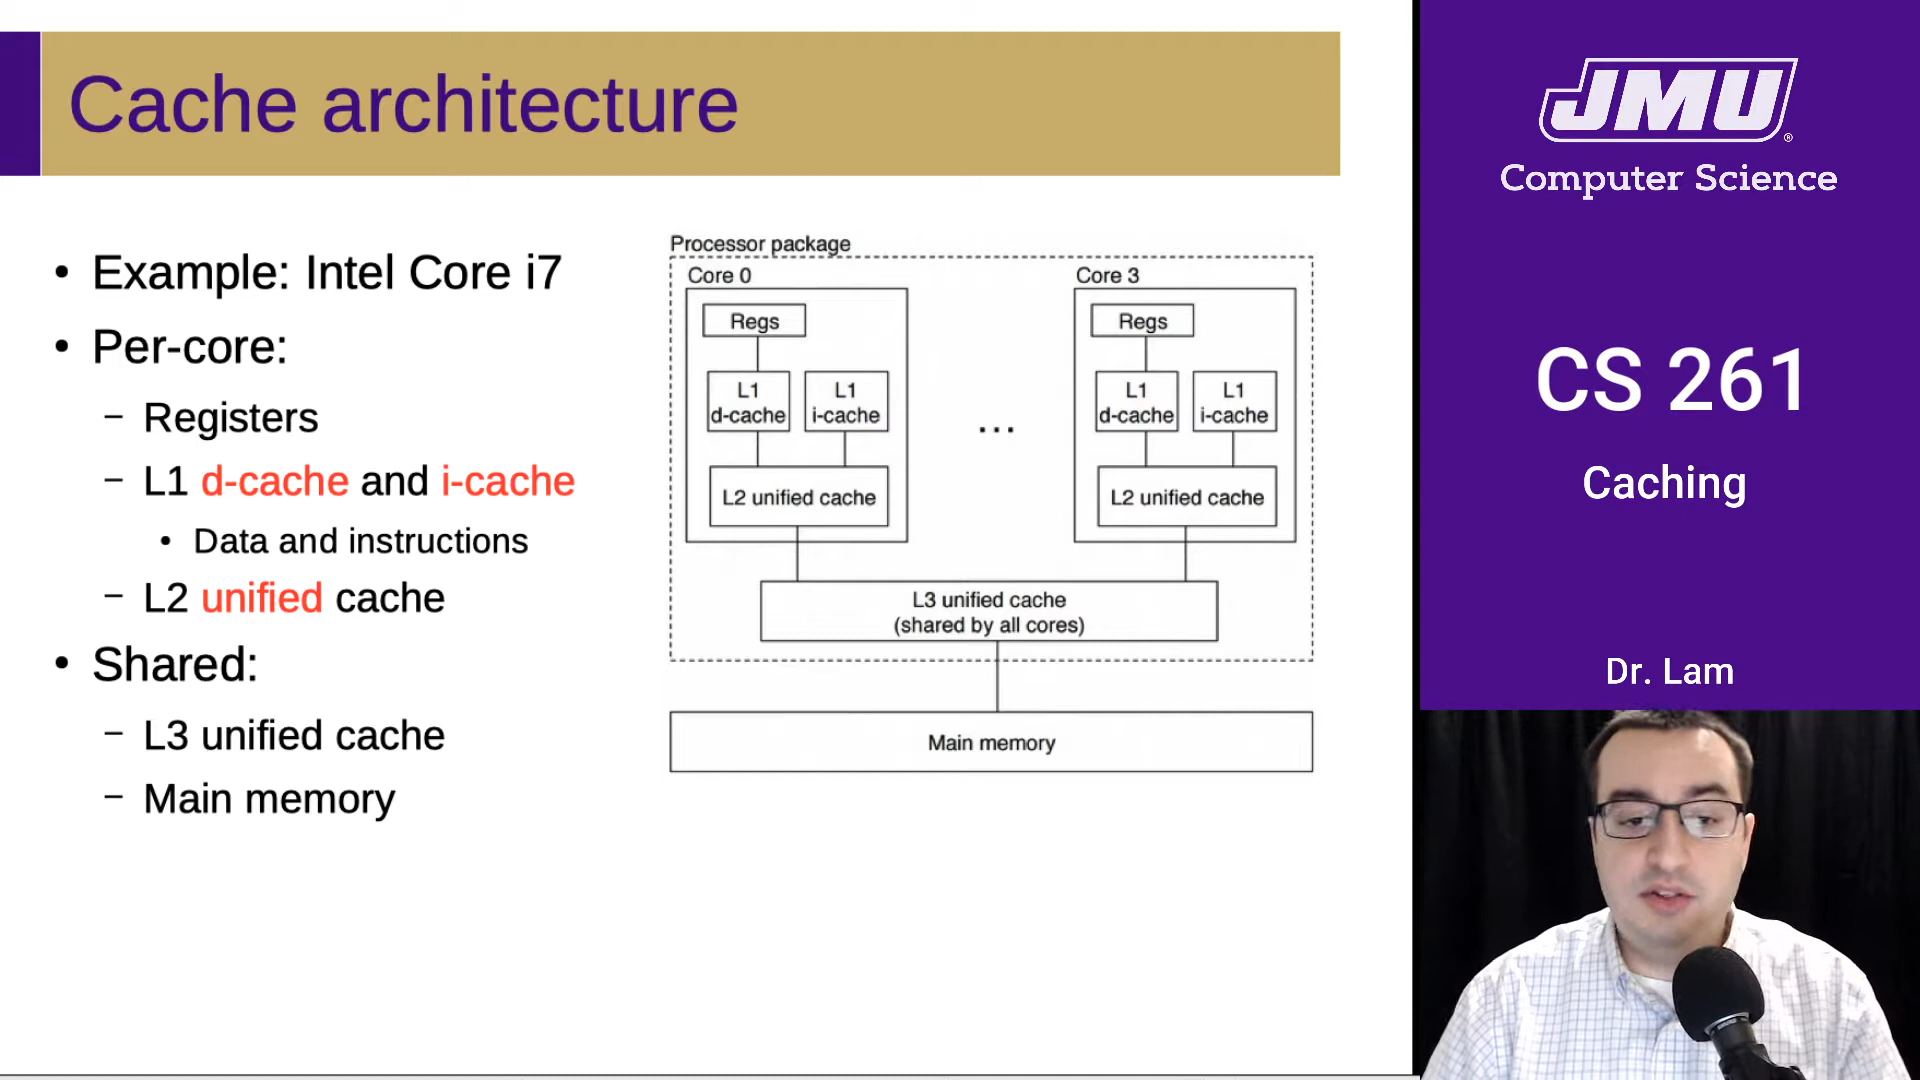 Cache architecture
• Example: Intel Core i7
• Per-core:
– Registers
– L1 d-cache and i-cache
• Data and instructions
– L2 unified cache
• Shared:
– L3 unified cache
– Main memory
Processor package
Core 0
Regs
L1
d-cache
L1
i-cache
L2 unified cache
...
Core 3
Regs
L1
d-cache
L1
i-cache
L2 unified cache
L3 unified cache
(shared by all cores)
Main memory
JMU®
Computer Science
CS 261
Caching
Dr. Lam